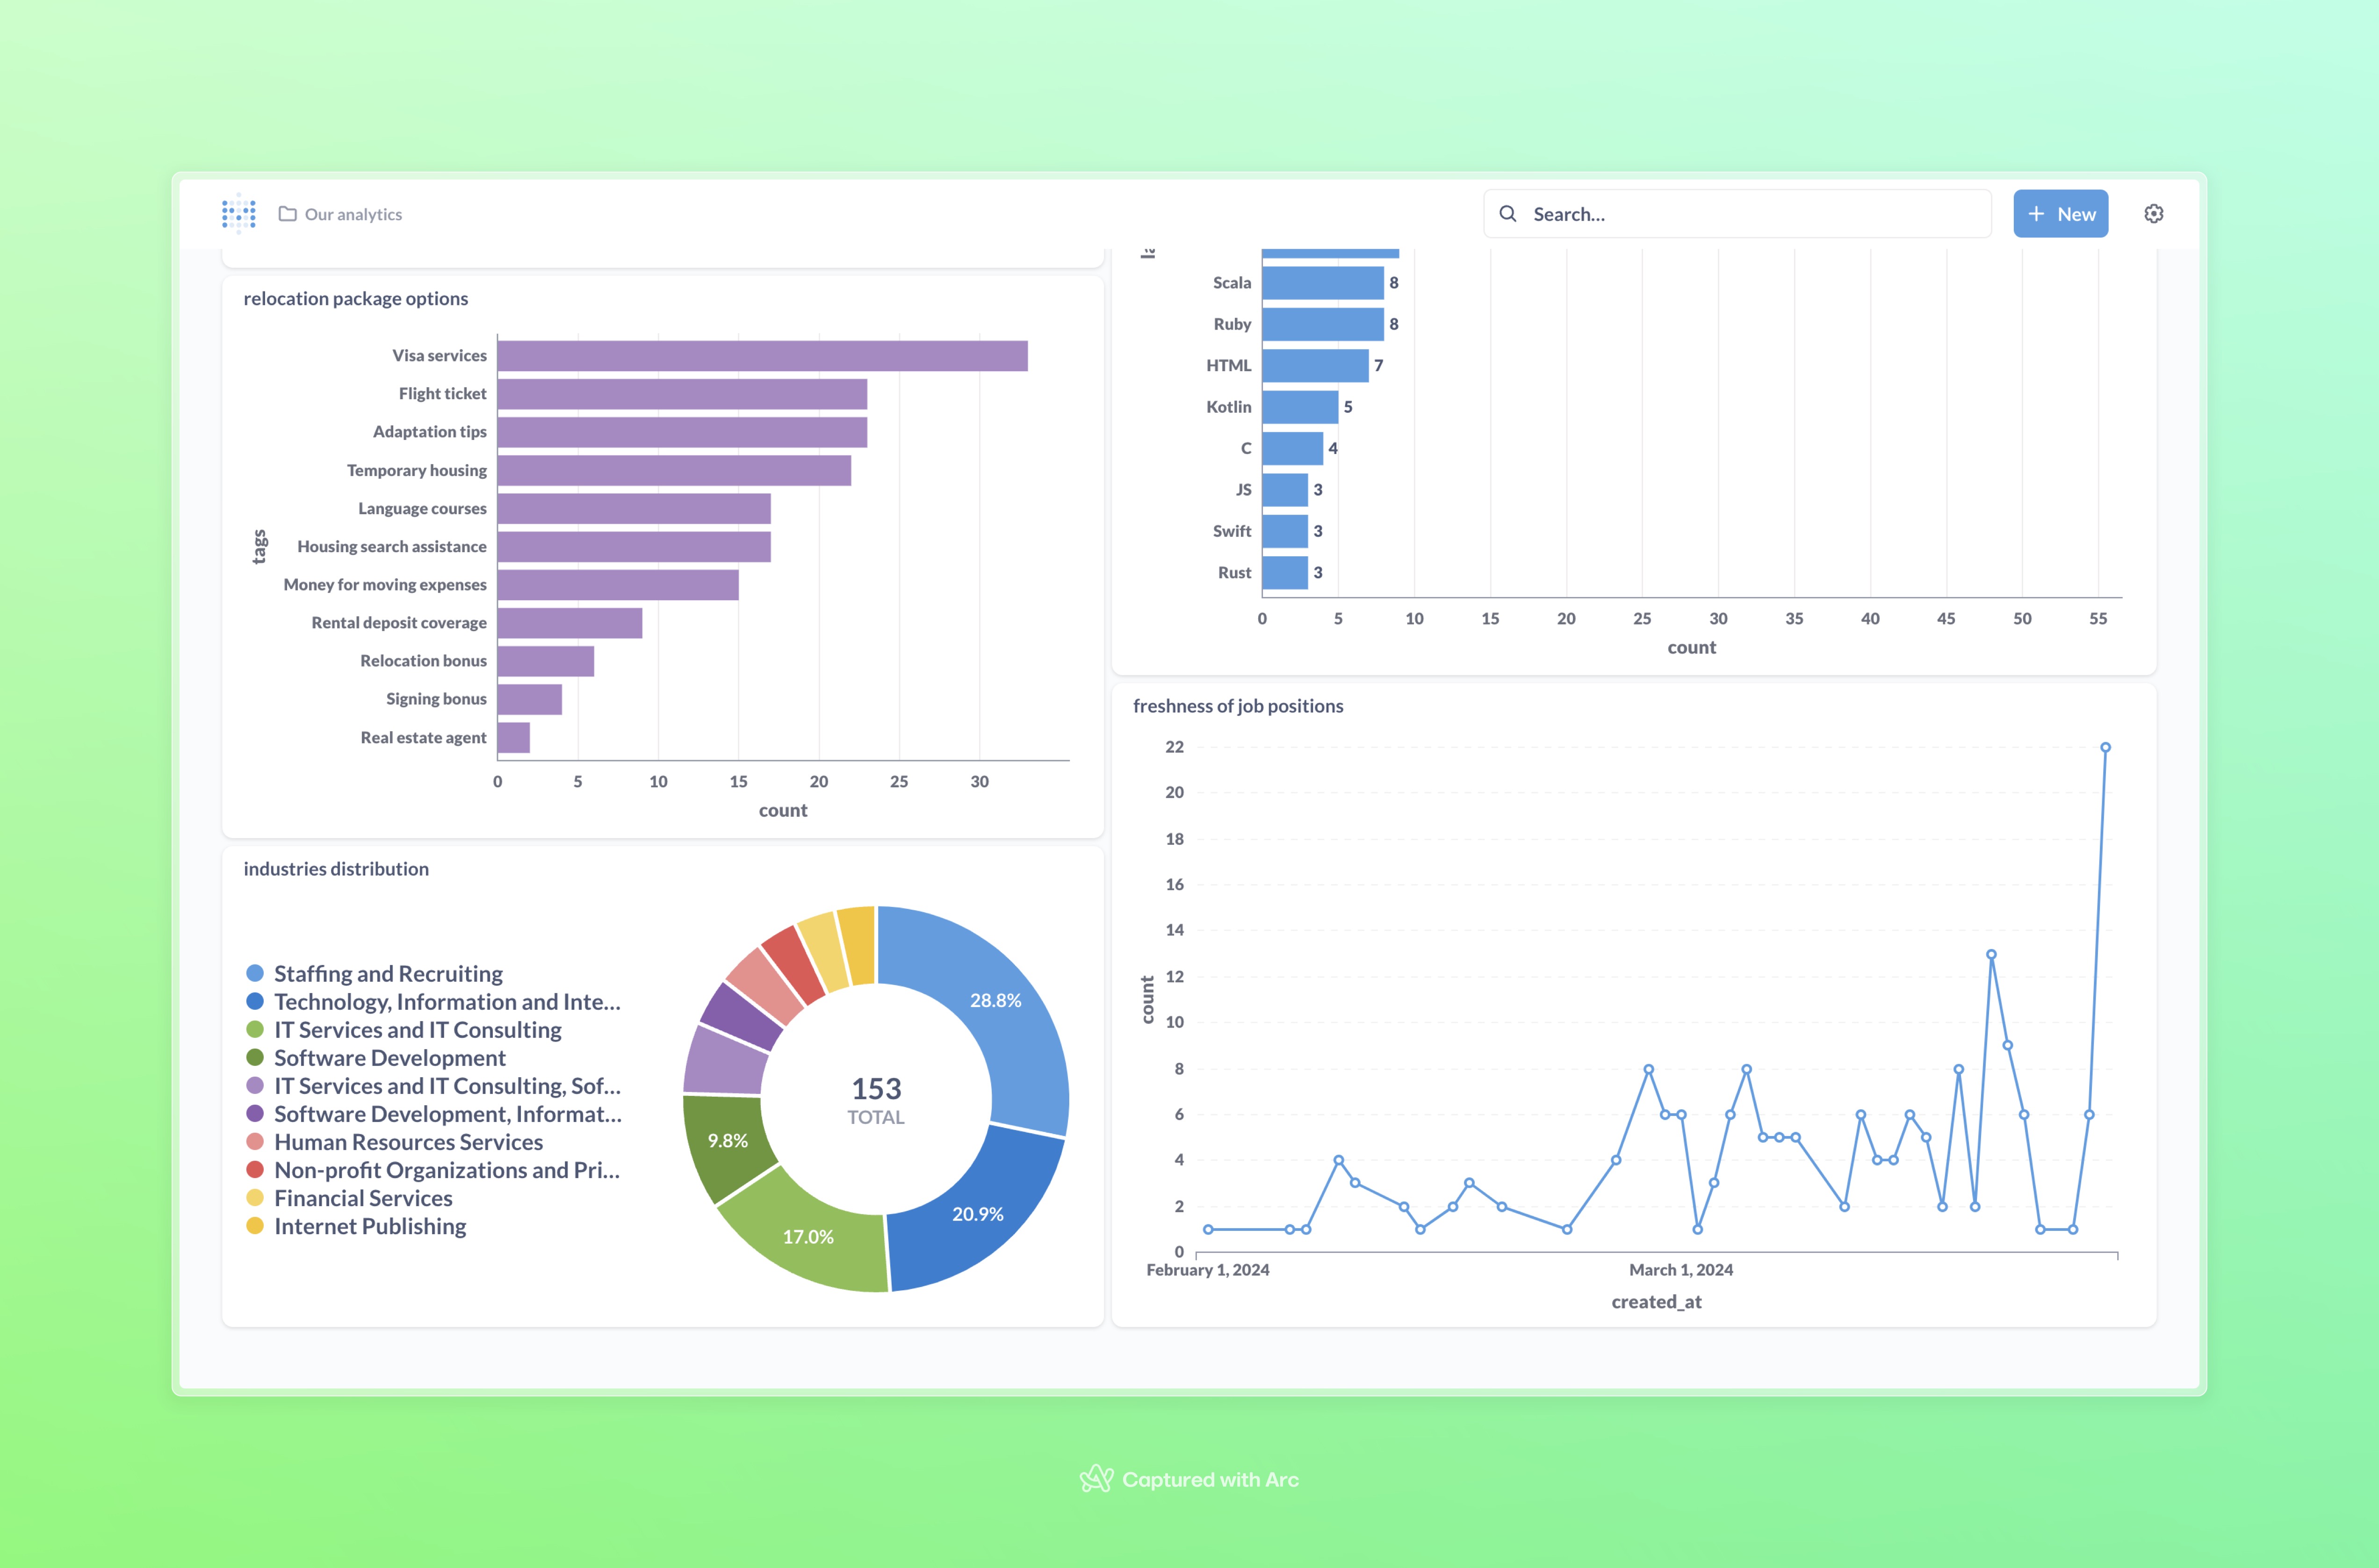 Our analytics
Search...
New
relocation package options
tags
Visa services
Flight ticket
Adaptation tips
Temporary housing
Language courses
Housing search assistance
Money for moving expenses
Rental deposit coverage
Relocation bonus
Signing bonus
Real estate agent
0 5 10 15 20 25 30
count
Scala 8
Ruby 8
HTML 7
Kotlin 5
C 4
JS 3
Swift 3
Rust 3
0 5 10 15 20 25 30 35 40 45 50 55
count
industries distribution
Staffing and Recruiting
Technology, Information and Inte...
IT Services and IT Consulting
Software Development
IT Services and IT Consulting, Sof...
Software Development, Informat...
Human Resources Services
Non-profit Organizations and Pri...
Financial Services
Internet Publishing
28.8%
20.9%
17.0%
9.8%
153
TOTAL
freshness of job positions
count
22
20
18
16
14
12
10
8
6
4
2
0
February 1, 2024 March 1, 2024
created_at
Captured with Arc